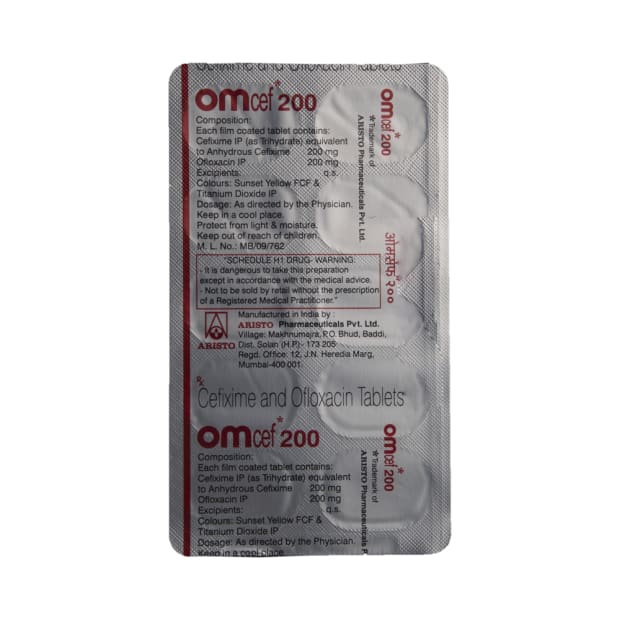 Cefixime and Ofloxacin Tablets
OMcef* 200
Composition:
Each film coated tablet contains:
Cefixime IP (as Trihydrate) equivalent
to Anhydrous Cefixime 200 mg
Ofloxacin IP 200 mg
Excipients: q.s.
Colours: Sunset Yellow FCF &
Titanium Dioxide IP
Dosage: As directed by the Physician.
Keep in a cool place.
Protect from light & moisture.
Keep out of reach of children.
M. L. No.: MB/09/762
"SCHEDULE H1 DRUG- WARNING:
- It is dangerous to take this preparation
except in accordance with the medical advice.
- Not to be sold by retail without the prescription
of a Registered Medical Practitioner."
ARISTO
Manufactured in India by :
ARISTO Pharmaceuticals Pvt. Ltd.
Village: Makhnumajra, P.O. Bhud, Baddi,
Dist. Solan (H.P.)- 173 205
Regd. Office: 12, J.N. Heredia Marg,
Mumbai-400 001.
Rx
Cefixime and Ofloxacin Tablets
OMcef* 200
Composition:
Each film coated tablet contains:
Cefixime IP (as Trihydrate) equivalent
to Anhydrous Cefixime 200 mg
Ofloxacin IP 200 mg
Excipients: q.s.
Colours: Sunset Yellow FCF &
Titanium Dioxide IP
Dosage: As directed by the Physician.
Keep in a cool place
OMcef* 200
* Trademark of
ARISTO Pharmaceuticals Pvt. Ltd.
ओमसेफ* २००
OMcef* 200
* Trademark of
ARISTO Pharmaceuticals P